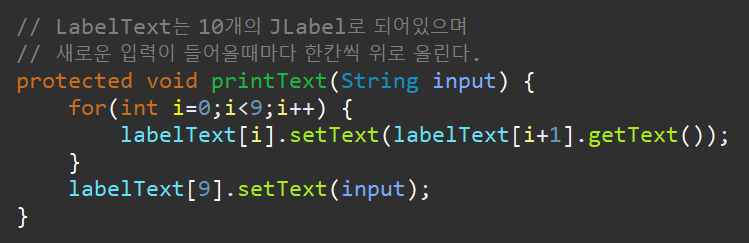 // LabelText는 10개의 JLabel로 되어있으며
// 새로운 입력이 들어올때마다 한칸씩 위로 올린다.
protected void printText(String input) {
for(int i=0;i<9;i++) {
labelText[i].setText(labelText[i+1].getText());
}
labelText[9].setText(input);
}